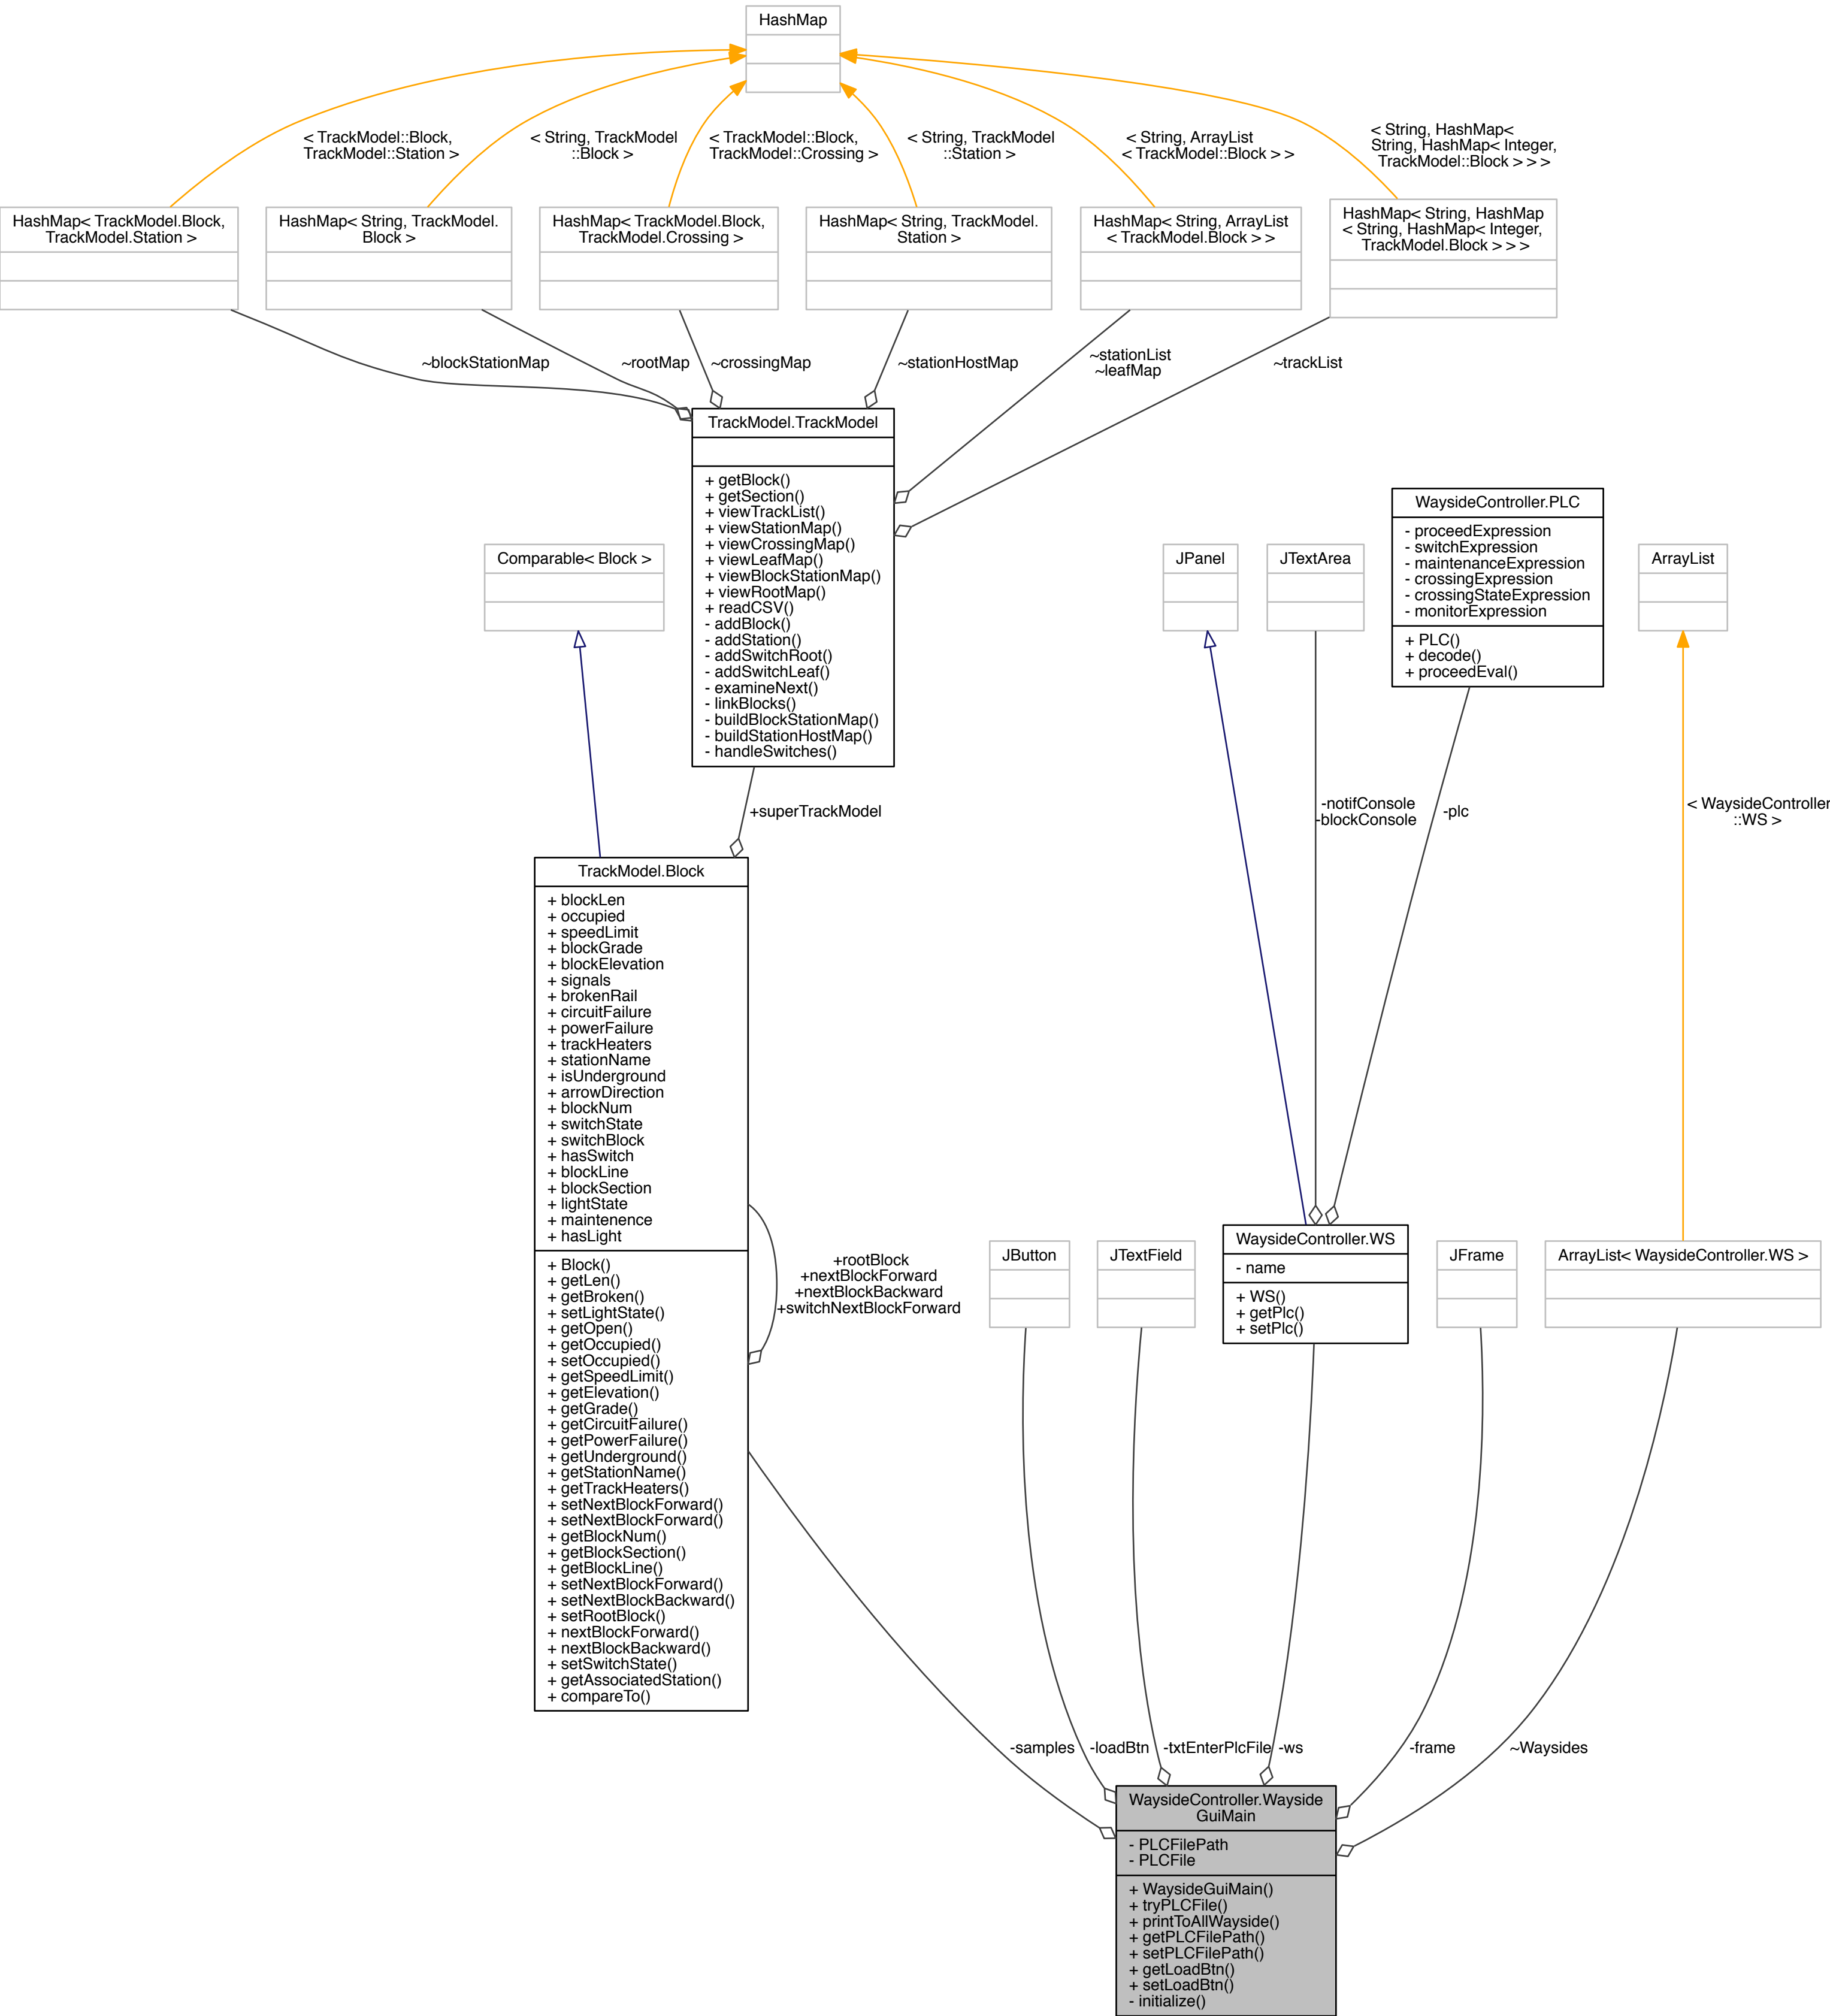 HashMap
< TrackModel::Block,
TrackModel::Station >
< String, TrackModel
::Block >
< TrackModel::Block,
TrackModel::Crossing >
< String, TrackModel
::Station >
< String, ArrayList
< TrackModel::Block > >
< String, HashMap<
String, HashMap< Integer,
TrackModel::Block > > >
HashMap< TrackModel.Block,
TrackModel.Station >
HashMap< String, TrackModel.
Block >
HashMap< TrackModel.Block,
TrackModel.Crossing >
HashMap< String, TrackModel.
Station >
HashMap< String, ArrayList
< TrackModel.Block > >
HashMap< String, HashMap
< String, HashMap< Integer,
TrackModel.Block > > >
~blockStationMap
~rootMap
~crossingMap
~stationHostMap
~stationList
~leafMap
~trackList
TrackModel.TrackModel
+ getBlock()
+ getSection()
+ viewTrackList()
+ viewStationMap()
+ viewCrossingMap()
+ viewLeafMap()
+ viewBlockStationMap()
+ viewRootMap()
+ readCSV()
- addBlock()
- addStation()
- addSwitchRoot()
- addSwitchLeaf()
- examineNext()
- linkBlocks()
- buildBlockStationMap()
- buildStationHostMap()
- handleSwitches()
Comparable< Block >
JPanel
JTextArea
WaysideController.PLC
- proceedExpression
- switchExpression
- maintenanceExpression
- crossingExpression
- crossingStateExpression
- monitorExpression
+ PLC()
+ decode()
+ proceedEval()
ArrayList
+superTrackModel
-notifConsole
-blockConsole
-plc
< WaysideController
::WS >
TrackModel.Block
+ blockLen
+ occupied
+ speedLimit
+ blockGrade
+ blockElevation
+ signals
+ brokenRail
+ circuitFailure
+ powerFailure
+ trackHeaters
+ stationName
+ isUnderground
+ arrowDirection
+ blockNum
+ switchState
+ switchBlock
+ hasSwitch
+ blockLine
+ blockSection
+ lightState
+ maintenence
+ hasLight
+ Block()
+ getLen()
+ getBroken()
+ setLightState()
+ getOpen()
+ getOccupied()
+ setOccupied()
+ getSpeedLimit()
+ getElevation()
+ getGrade()
+ getCircuitFailure()
+ getPowerFailure()
+ getUnderground()
+ getStationName()
+ getTrackHeaters()
+ setNextBlockForward()
+ setNextBlockForward()
+ getBlockNum()
+ getBlockSection()
+ getBlockLine()
+ setNextBlockForward()
+ setNextBlockBackward()
+ setRootBlock()
+ nextBlockForward()
+ nextBlockBackward()
+ setSwitchState()
+ getAssociatedStation()
+ compareTo()
+rootBlock
+nextBlockForward
+nextBlockBackward
+switchNextBlockForward
JButton
JTextField
WaysideController.WS
- name
+ WS()
+ getPlc()
+ setPlc()
JFrame
ArrayList< WaysideController.WS >
-samples
-loadBtn
-txtEnterPlcFile
-ws
-frame
~Waysides
WaysideController.Wayside
GuiMain
- PLCFilePath
- PLCFile
+ WaysideGuiMain()
+ tryPLCFile()
+ printToAllWayside()
+ getPLCFilePath()
+ setPLCFilePath()
+ getLoadBtn()
+ setLoadBtn()
- initialize()